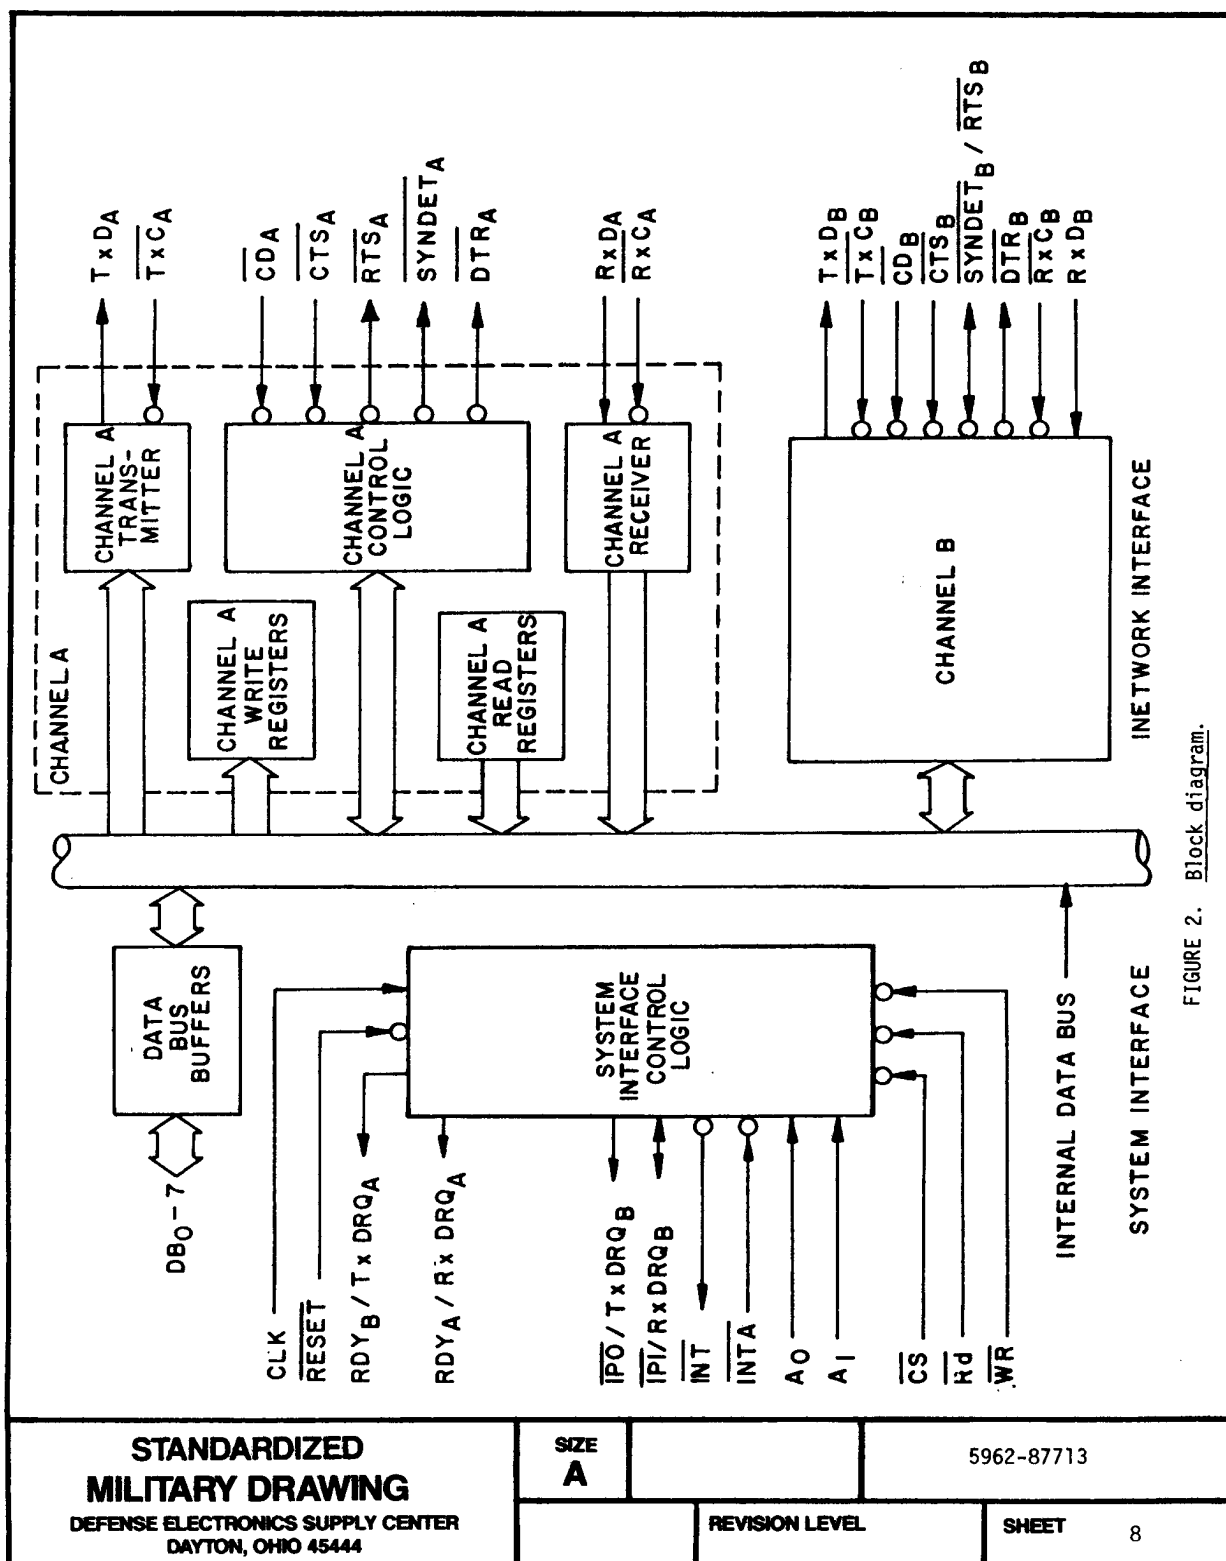 CHANNEL A
CHANNEL A
TRANS-
MITTER
CHANNEL A
WRITE
REGISTERS
CHANNEL A
CONTROL
LOGIC
CHANNEL A
READ
REGISTERS
CHANNEL A
RECEIVER
TxDA
TxCA
CDA
CTSA
RTSA
SYNDETA
DTRA
RxDA
RxCA
CHANNEL B
TxDB
TxCB
CDB
CTSB
SYNDETB / RTSB
DTRB
RxCB
RxDB
INETWORK INTERFACE
DATA
BUS
BUFFERS
DB0-7
SYSTEM
INTERFACE
CONTROL
LOGIC
CLK
RESET
RDYB / TxDRQA
RDYA / RxDRQA
IPO / TxDRQB
IPI / RxDRQB
INT
INTA
A0
A1
CS
Rd
WR
INTERNAL DATA BUS
SYSTEM INTERFACE
FIGURE 2. Block diagram.
STANDARDIZED
MILITARY DRAWING
DEFENSE ELECTRONICS SUPPLY CENTER
DAYTON, OHIO 45444
SIZE
A
5962-87713
REVISION LEVEL
SHEET 8